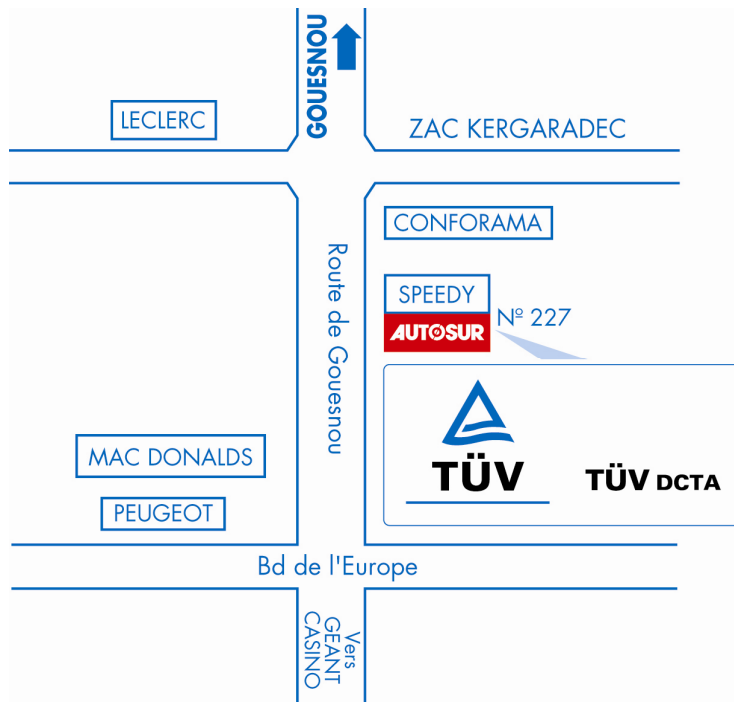 GOUESNOU
LECLERC
ZAC KERGARADEC
CONFORAMA
Route de Gouesnou
SPEEDY
AUTOSUR
Nº 227
MAC DONALDS
TÜV
TÜV DCTA
PEUGEOT
Bd de l'Europe
Vers
GEANT
CASINO